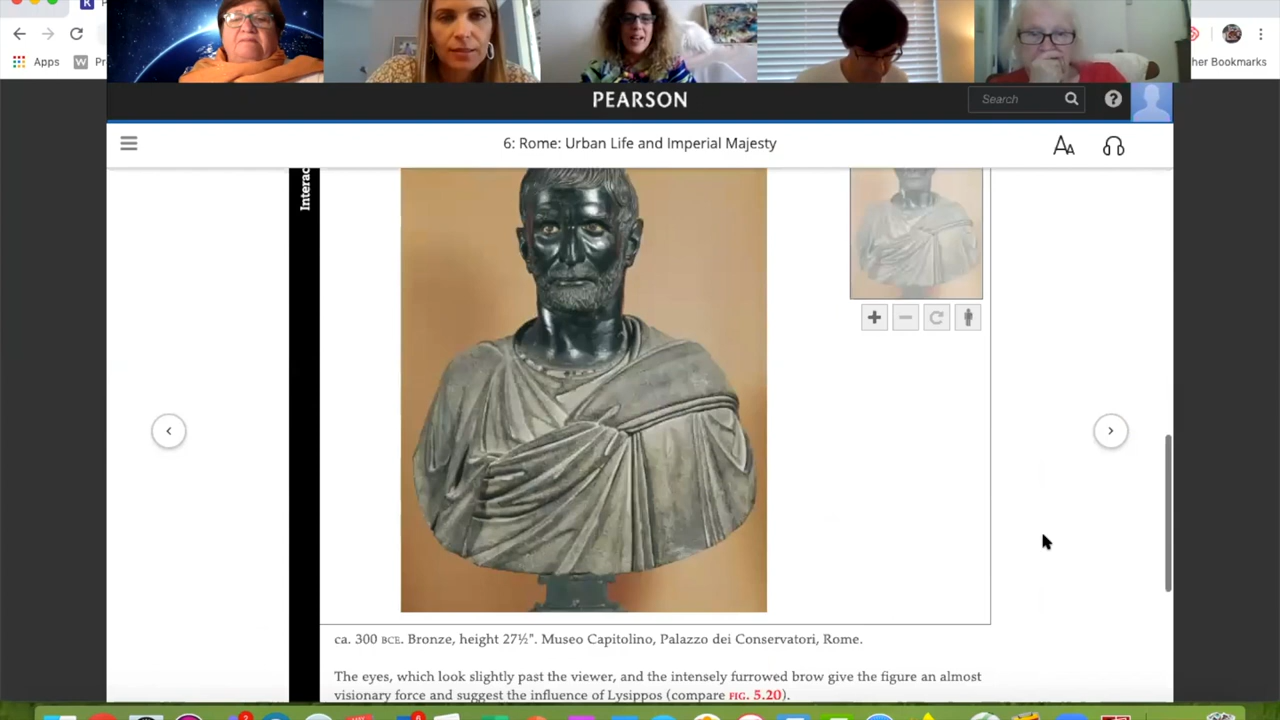 Apps
her Bookmarks
PEARSON
Search
6: Rome: Urban Life and Imperial Majesty
Interac
ca. 300 BCE. Bronze, height 27½". Museo Capitolino, Palazzo dei Conservatori, Rome.
The eyes, which look slightly past the viewer, and the intensely furrowed brow give the figure an almost
visionary force and suggest the influence of Lysippos (compare FIG. 5.20).